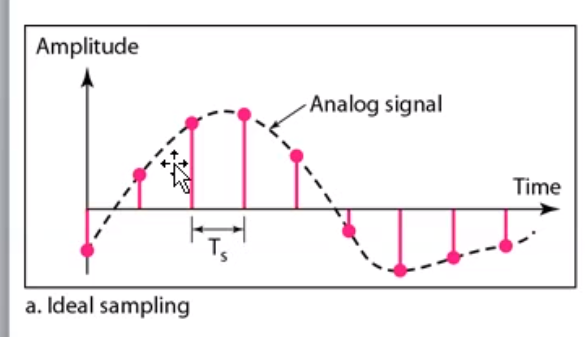 Amplitude
Analog signal
Time
Ts
a. Ideal sampling